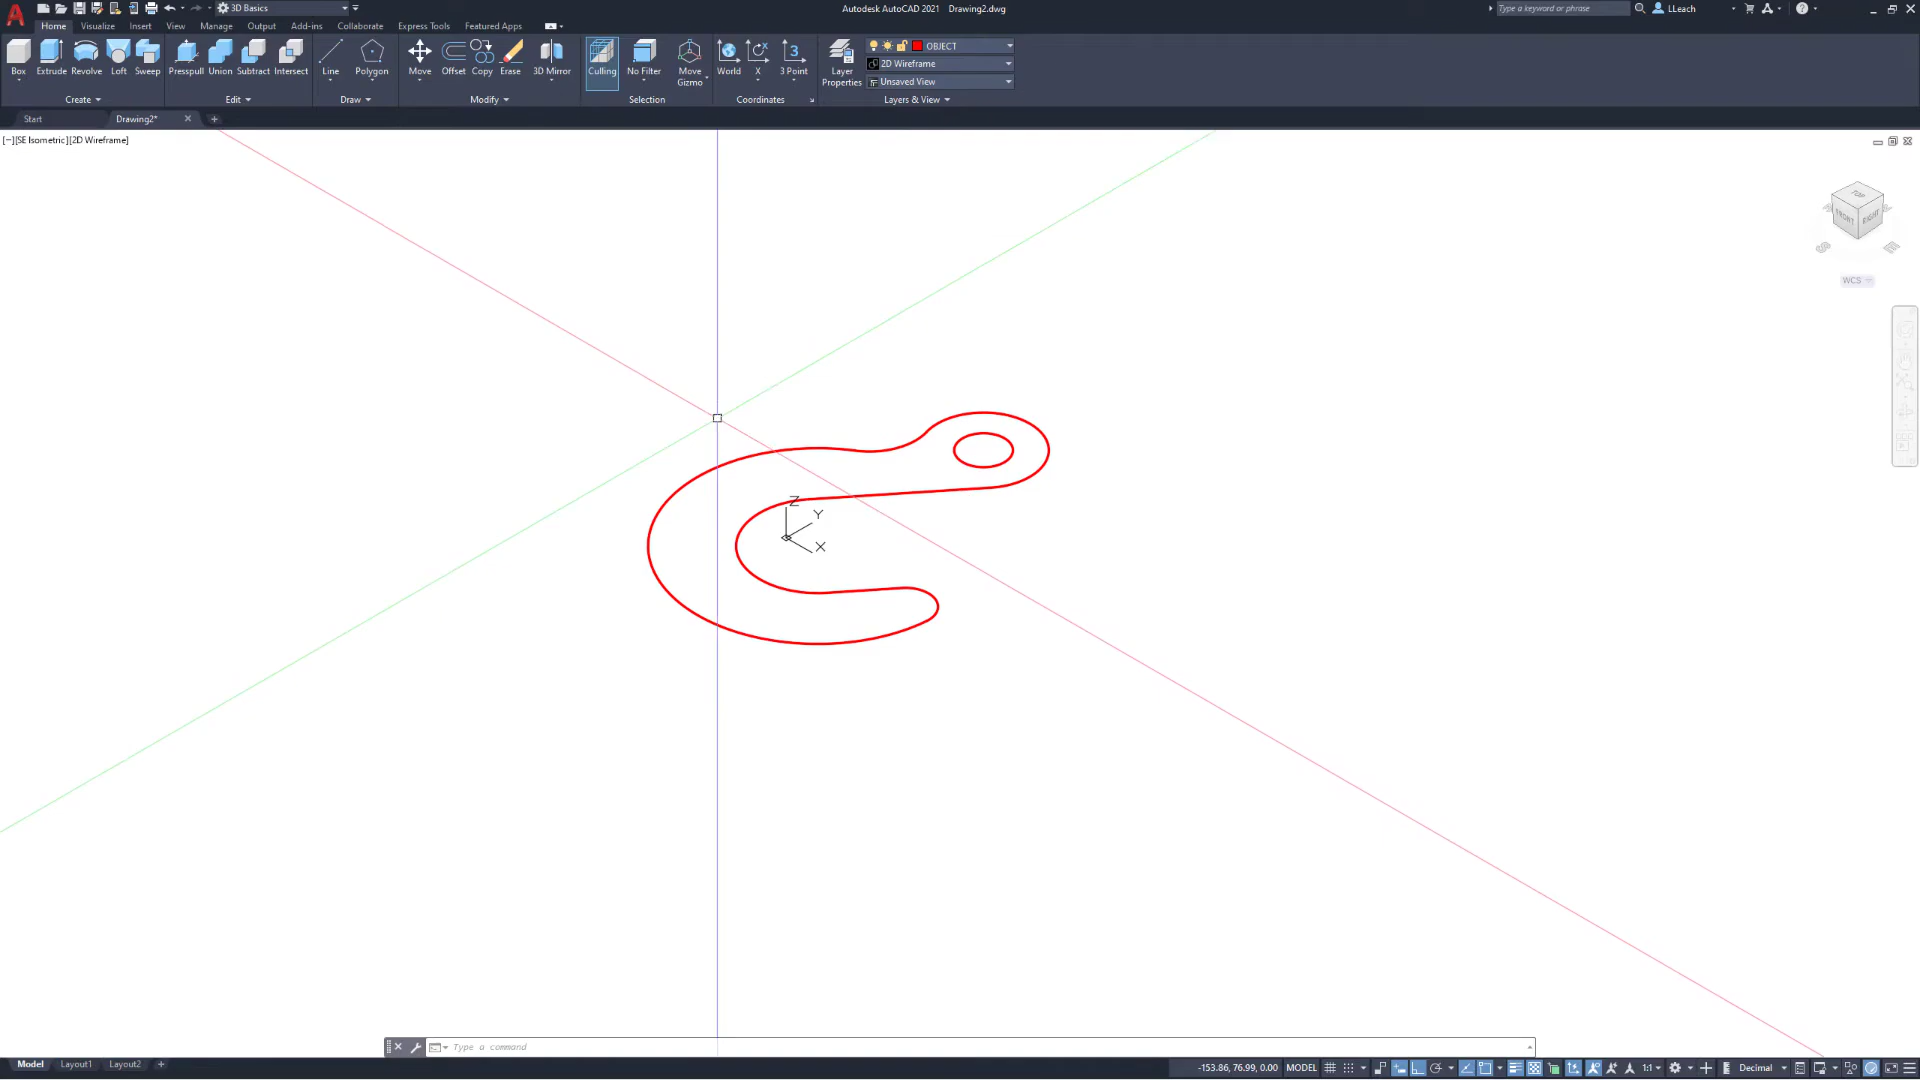 3D Basics
Autodesk AutoCAD 2021 Drawing2.dwg
Type a keyword or phrase
LLeach
Home Visualize Insert Manage View Output Add-ins Collaborate Express Tools Featured Apps
OBJECT
2D Wireframe
Unsaved View
Box Extrude Revolve Loft Sweep Presspull Union Subtract Intersect Line Polygon Move Offset Copy Erase 3D Mirror Culling No Filter Move Gizmo World X 3 Point Layer Properties
Create Edit Draw Modify Selection Coordinates Layers & View
Start Drawing2*
[−][SE Isometric][2D Wireframe]
TOP
FRONT RIGHT
S E
WCS
Z
Y
X
Type a command
Model Layout1 Layout2
-153.86, 76.99, 0.00 MODEL 1:1 Decimal